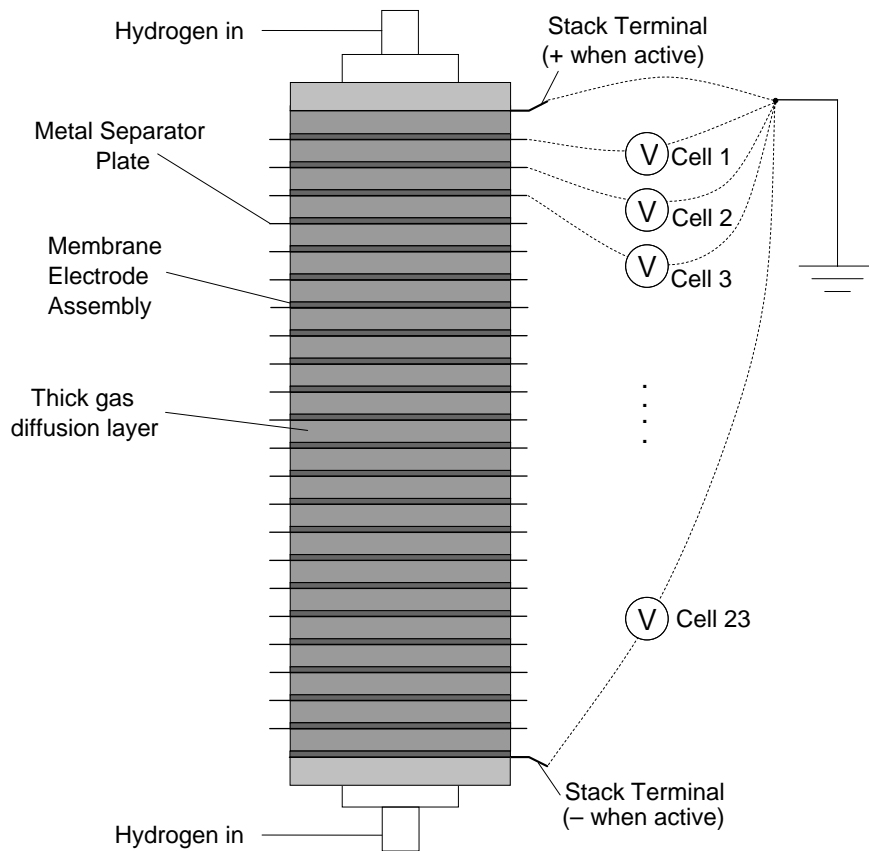 Hydrogen in
Stack Terminal
(+ when active)
Metal Separator
Plate
V Cell 1
V Cell 2
V Cell 3
Membrane
Electrode
Assembly
Thick gas
diffusion layer
V Cell 23
Stack Terminal
(– when active)
Hydrogen in